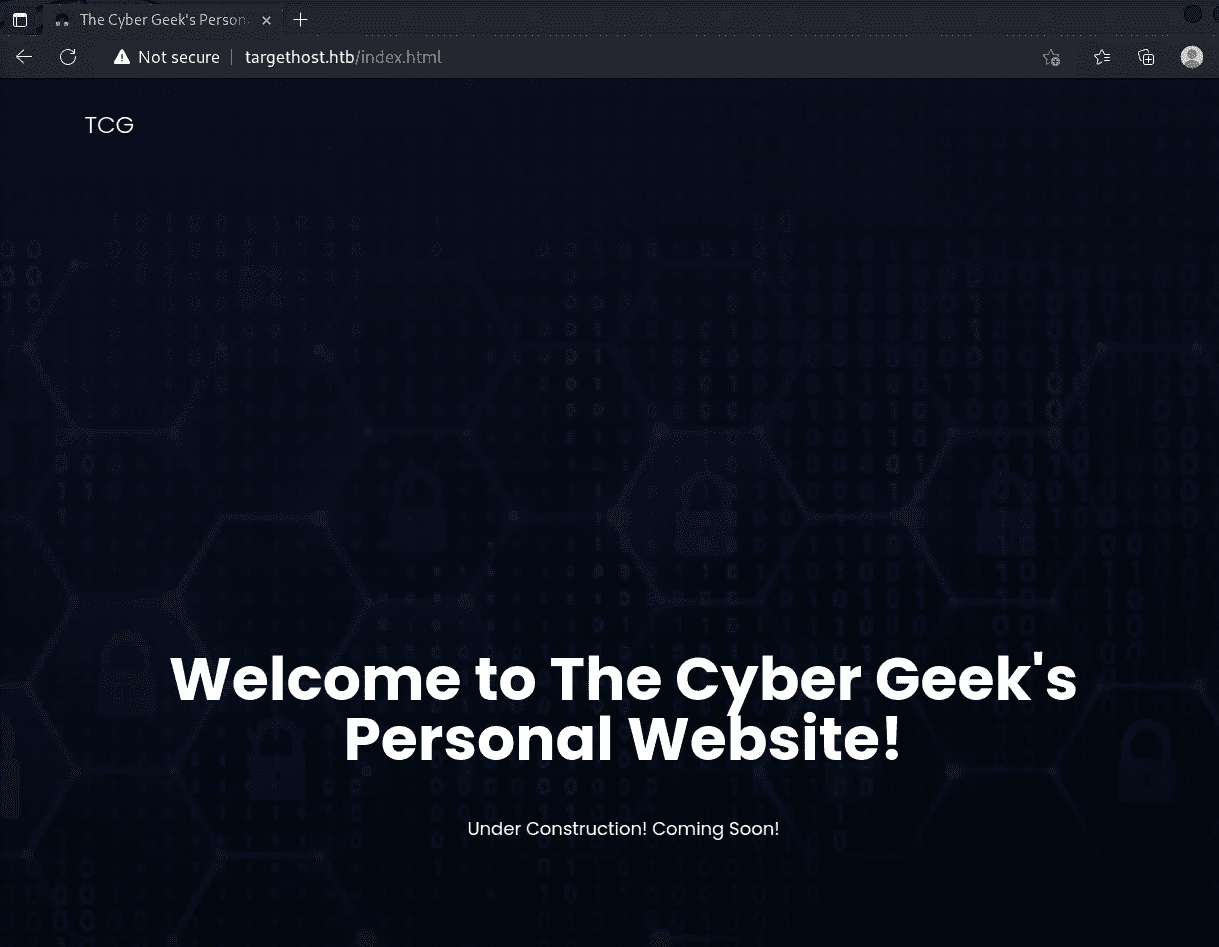 The Cyber Geek's Person
Not secure
targethost.htb/index.html
TCG
Welcome to The Cyber Geek's
Personal Website!
Under Construction! Coming Soon!